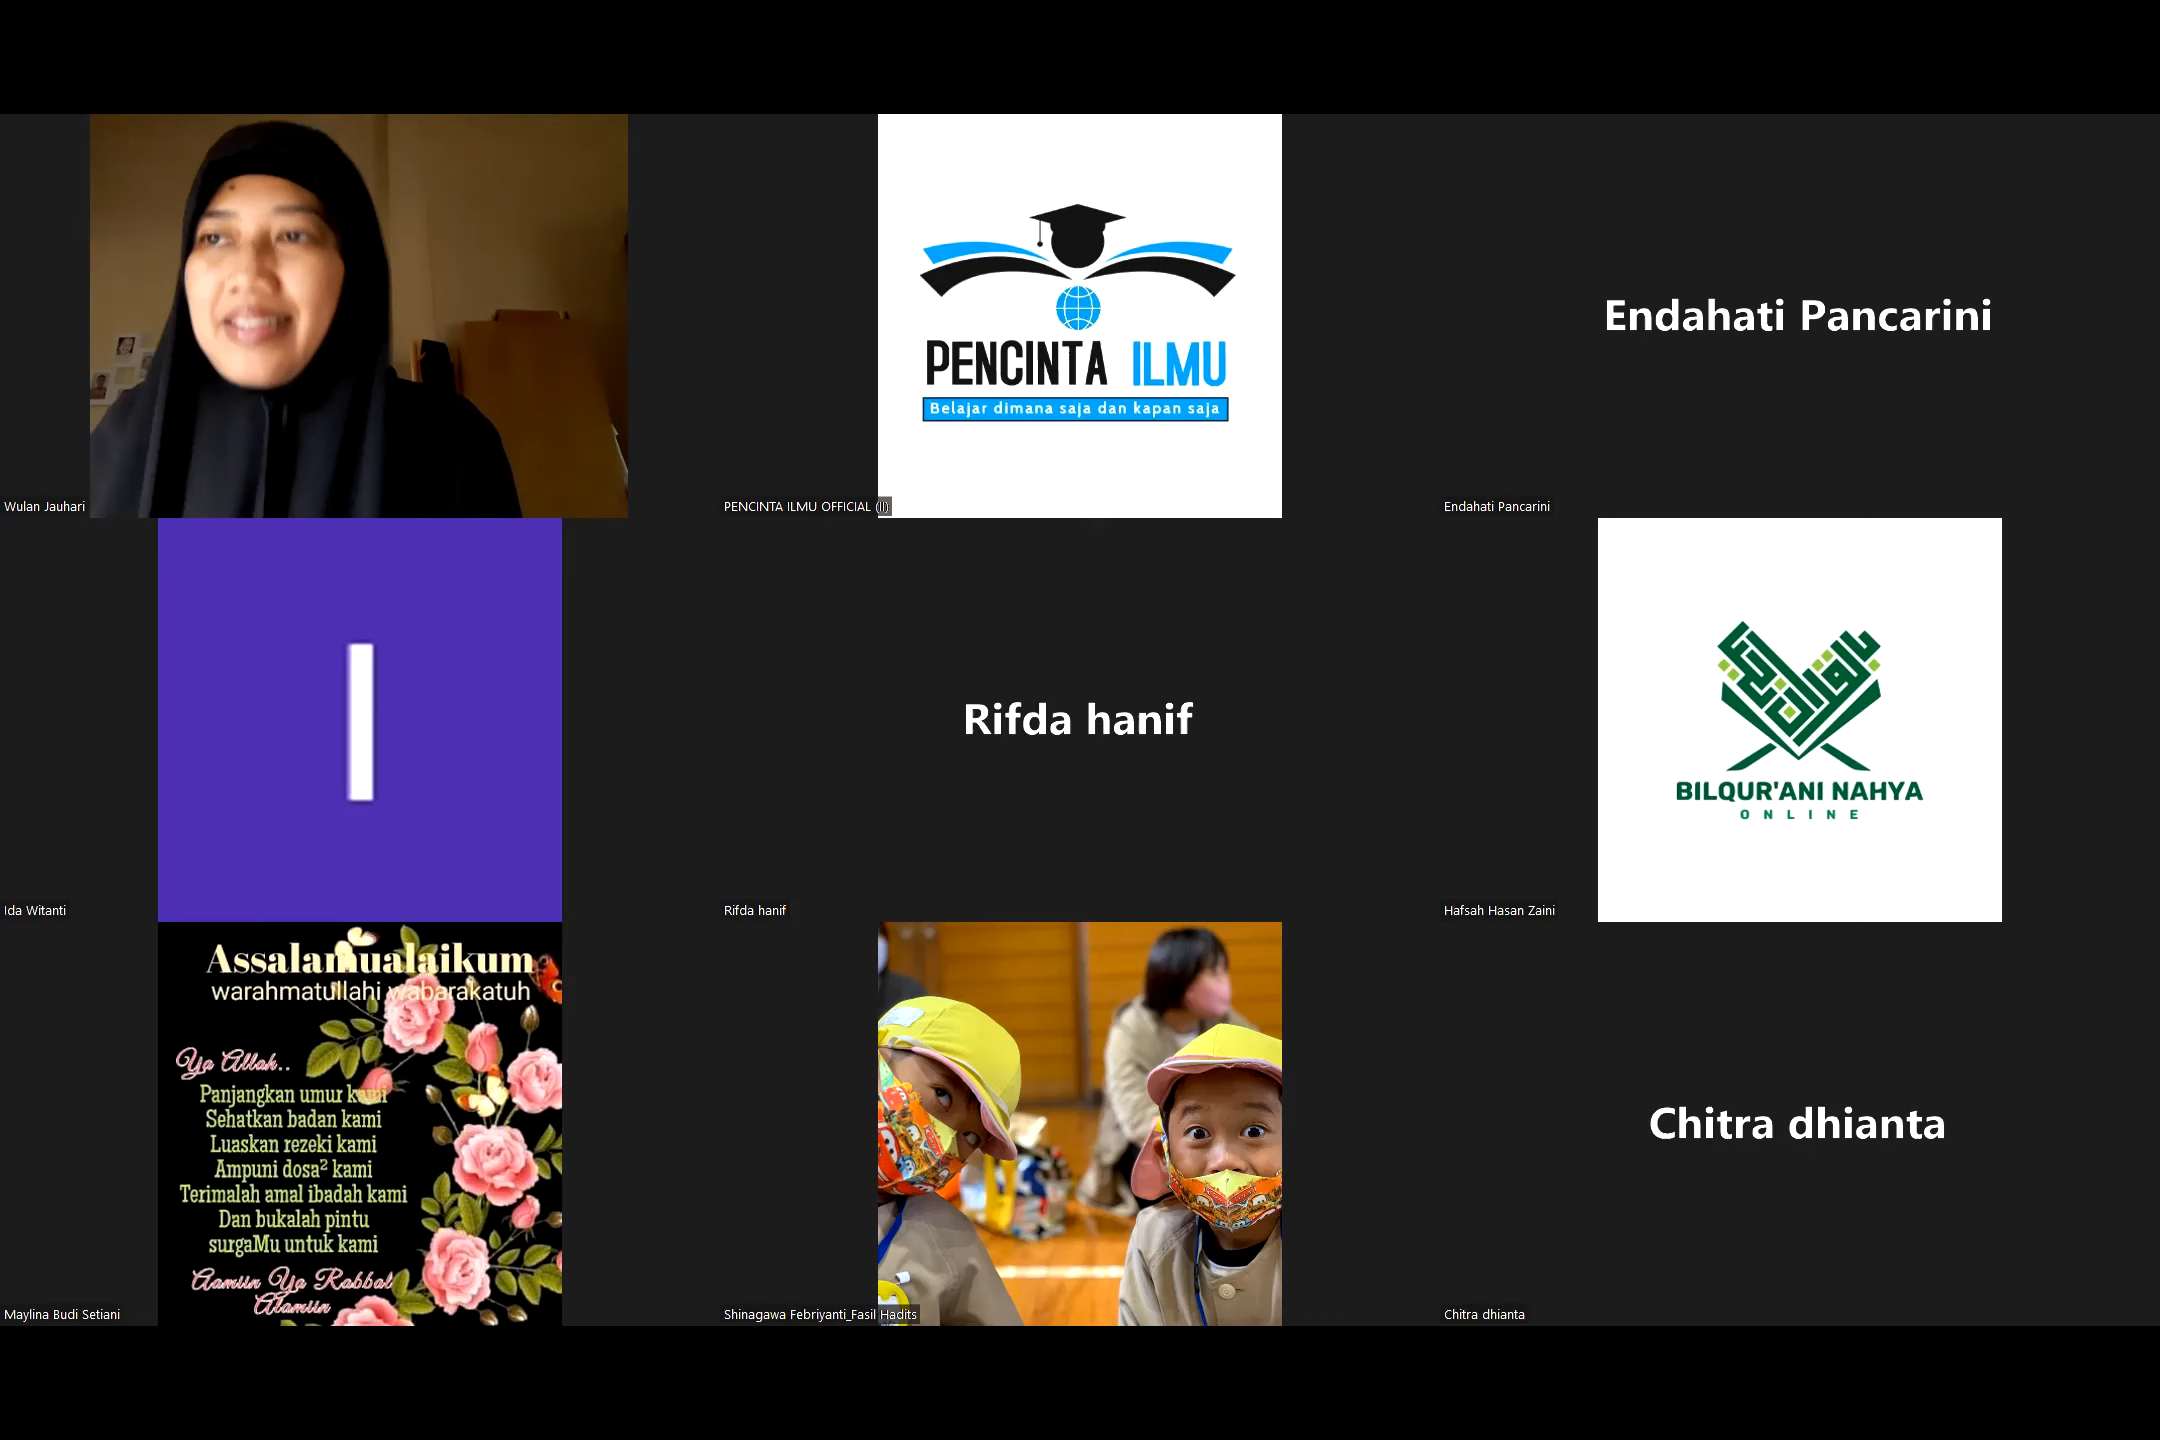 PENCINTA ILMU
Belajar dimana saja dan kapan saja
Endahati Pancarini
Wulan Jauhari
PENCINTA ILMU OFFICIAL (II)
Endahati Pancarini
I
Rifda hanif
BILQUR'ANI NAHYA
ONLINE
Ida Witanti
Rifda hanif
Hafsah Hasan Zaini
Assalamualaikum
warahmatullahi wabarakatuh
Ya Allah..
Panjangkan umur kami
Sehatkan badan kami
Luaskan rezeki kami
Ampuni dosa² kami
Terimalah amal ibadah kami
Dan bukalah pintu
surgaMu untuk kami
Aamiin Ya Rabbal
Alamiin
Chitra dhianta
Maylina Budi Setiani
Shinagawa Febriyanti_Fasil Hadits
Chitra dhianta